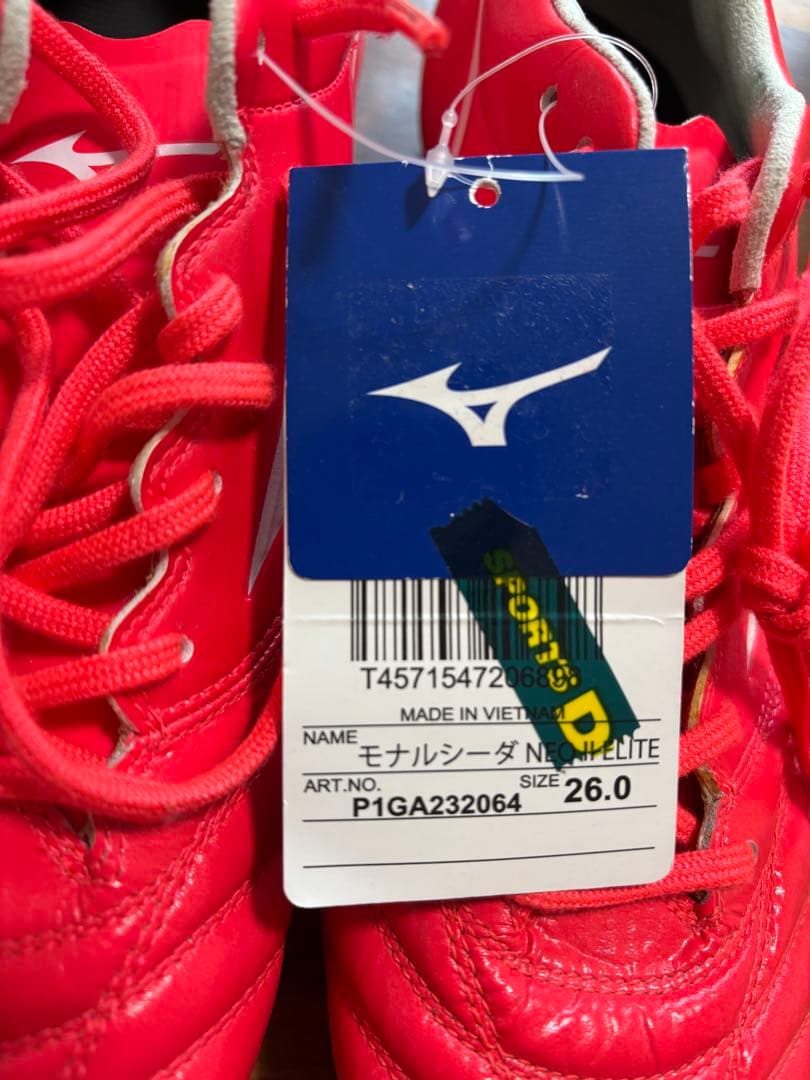 SPORTS D
T4571547206898
MADE IN VIETNAM
NAME モナルシーダ NEO II ELITE
ART.NO. P1GA232064 SIZE 26.0